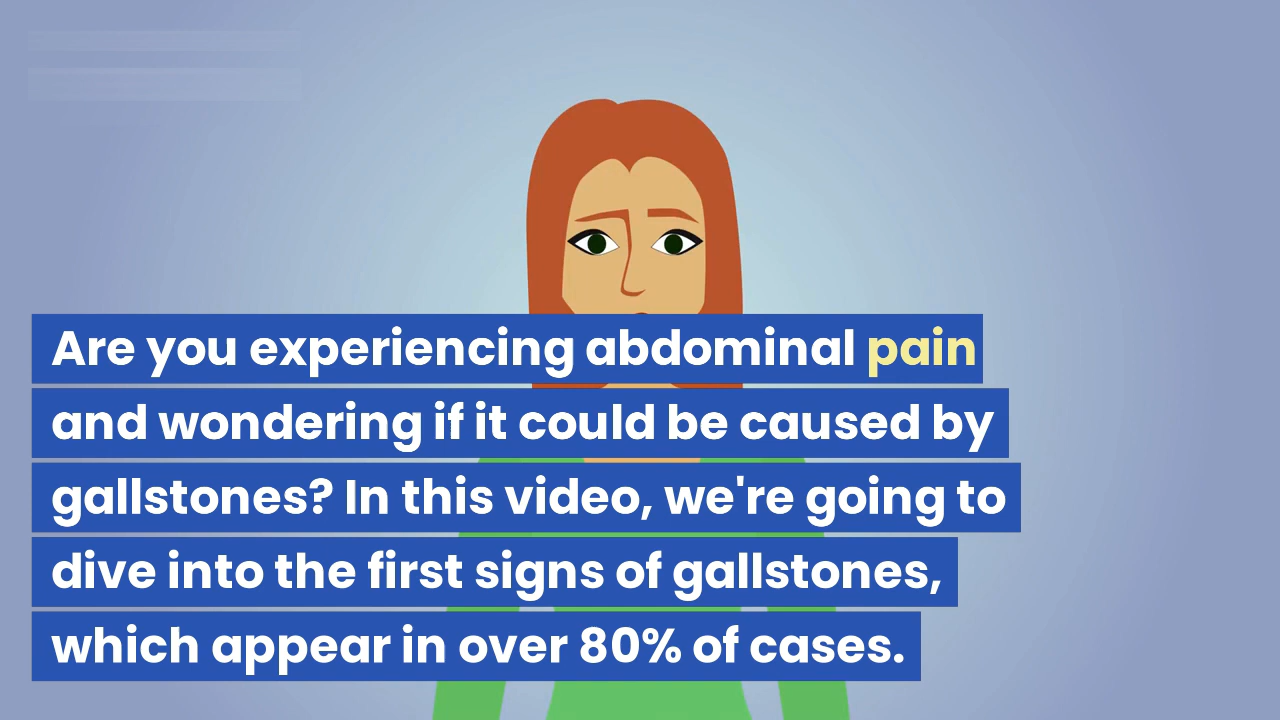 Are you experiencing abdominal pain
and wondering if it could be caused by
gallstones? In this video, we're going to
dive into the first signs of gallstones,
which appear in over 80% of cases.